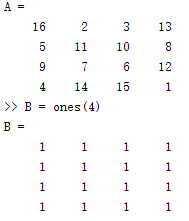 A =
16 2 3 13
5 11 10 8
9 7 6 12
4 14 15 1
>> B = ones(4)
B =
1 1 1 1
1 1 1 1
1 1 1 1
1 1 1 1